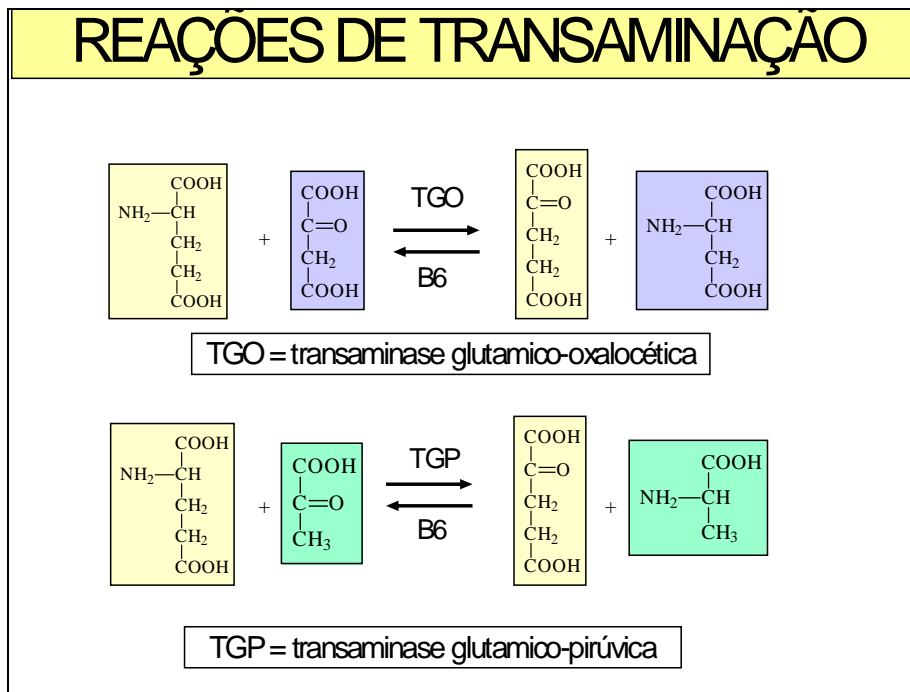 REAÇÕES DE TRANSAMINAÇÃO
COOH
NH₂—CH
CH₂
CH₂
COOH
+
COOH
C=O
CH₂
COOH
TGO
B6
COOH
C=O
CH₂
CH₂
COOH
+
COOH
NH₂—CH
CH₂
COOH
TGO = transaminase glutamico-oxalocética
COOH
NH₂—CH
CH₂
CH₂
COOH
+
COOH
C=O
CH₃
TGP
B6
COOH
C=O
CH₂
CH₂
COOH
+
COOH
NH₂—CH
CH₃
TGP = transaminase glutamico-pirúvica